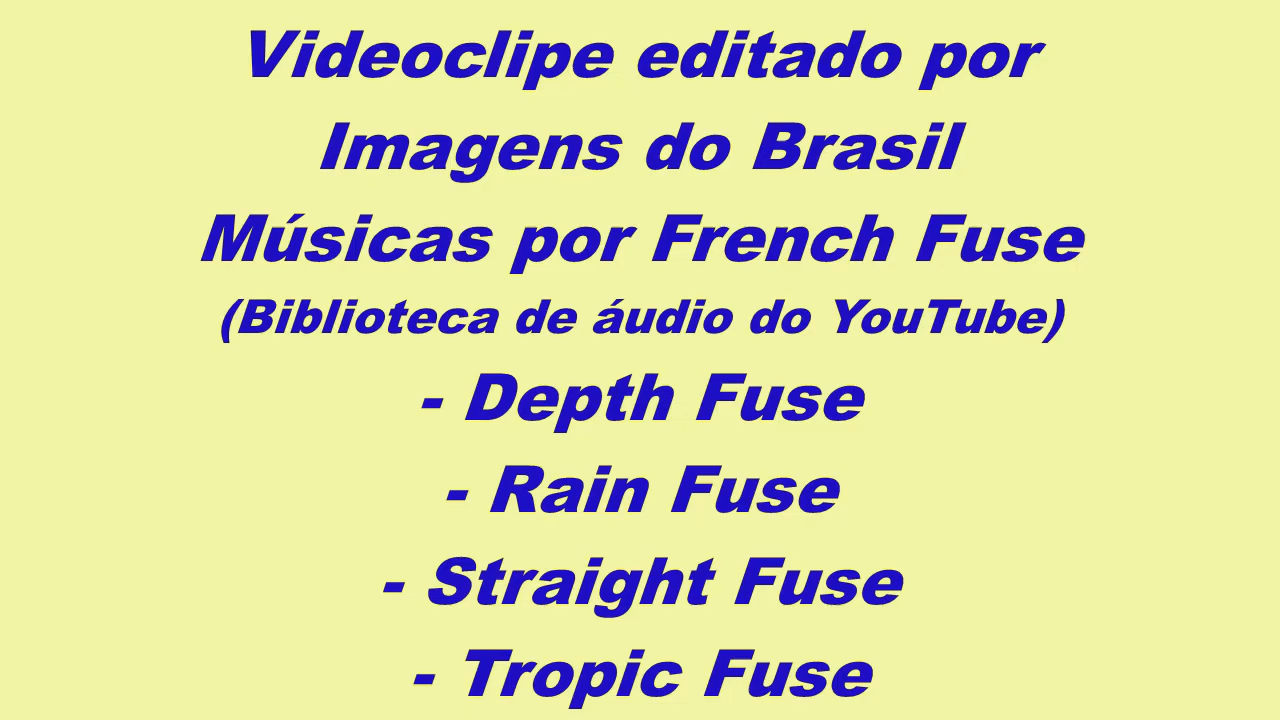 Videoclipe editado por
Imagens do Brasil
Músicas por French Fuse
(Biblioteca de áudio do YouTube)
- Depth Fuse
- Rain Fuse
- Straight Fuse
- Tropic Fuse